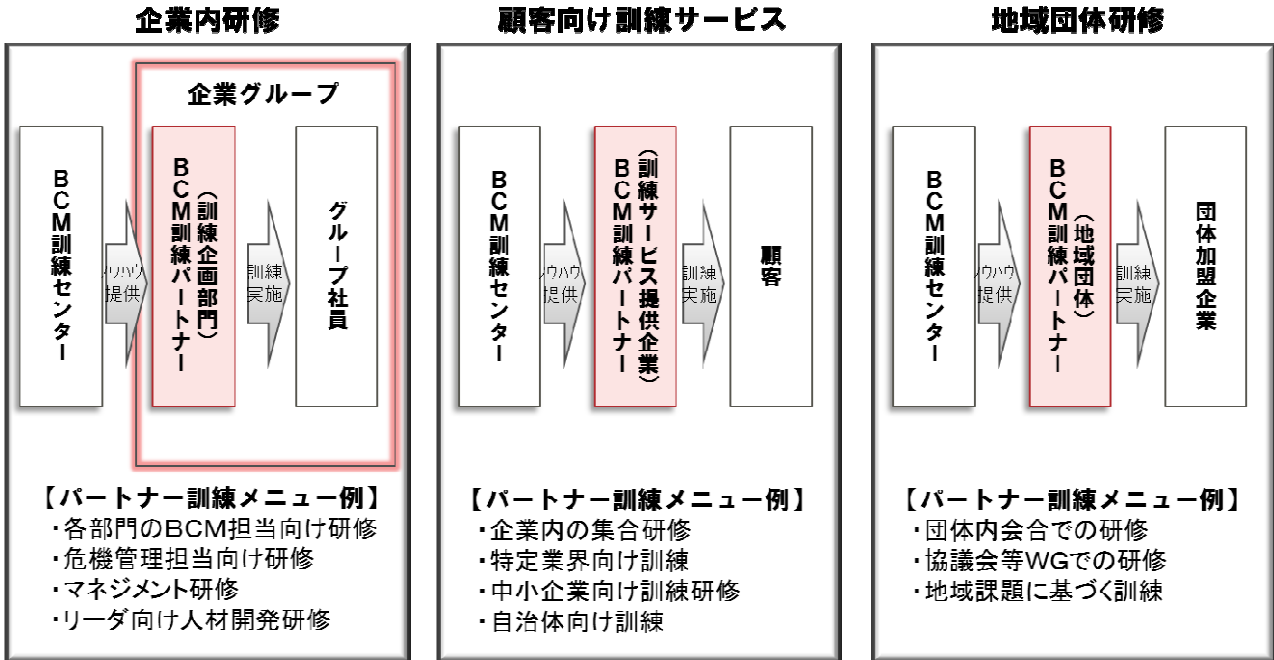 企業内研修
企業グループ
BCM訓練センター
ノウハウ
提供
BCM訓練パートナー
(訓練企画部門)
訓練
実施
グループ社員
【パートナー訓練メニュー例】
・各部門のBCM担当向け研修
・危機管理担当向け研修
・マネジメント研修
・リーダ向け人材開発研修
顧客向け訓練サービス
BCM訓練センター
ノウハウ
提供
BCM訓練パートナー
(訓練サービス提供企業)
訓練
実施
顧客
【パートナー訓練メニュー例】
・企業内の集合研修
・特定業界向け訓練
・中小企業向け訓練研修
・自治体向け訓練
地域団体研修
BCM訓練センター
ノウハウ
提供
BCM訓練パートナー
(地域団体)
訓練
実施
団体加盟企業
【パートナー訓練メニュー例】
・団体内会合での研修
・協議会等WGでの研修
・地域課題に基づく訓練